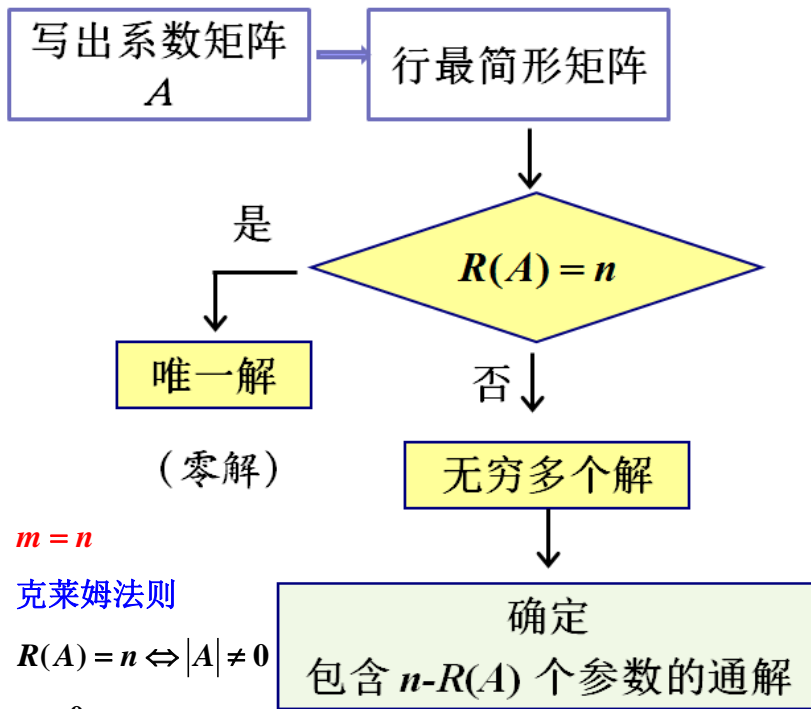 写出系数矩阵
A
行最简形矩阵
是
R(A) = n
唯一解
否
(零解)
无穷多个解
m = n
克莱姆法则
R(A) = n ⇔ |A| ≠ 0
确定
包含 n-R(A) 个参数的通解